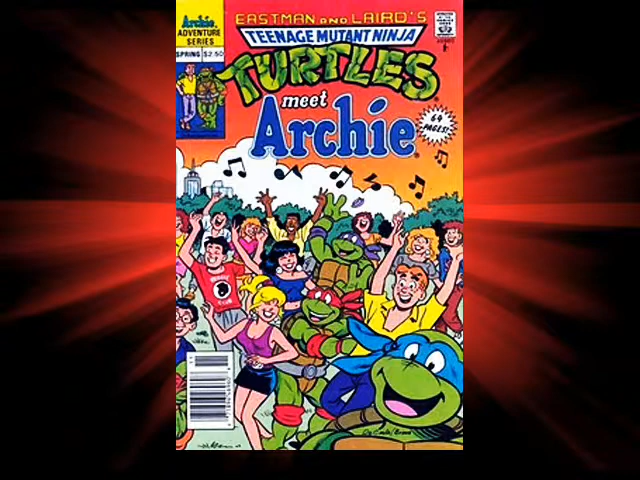 EASTMAN AND LAIRD'S
Archie
ADVENTURE
SERIES
TEENAGE MUTANT NINJA
SPRING $2.50
TURTLES
meet
Archie
64
PAGES!